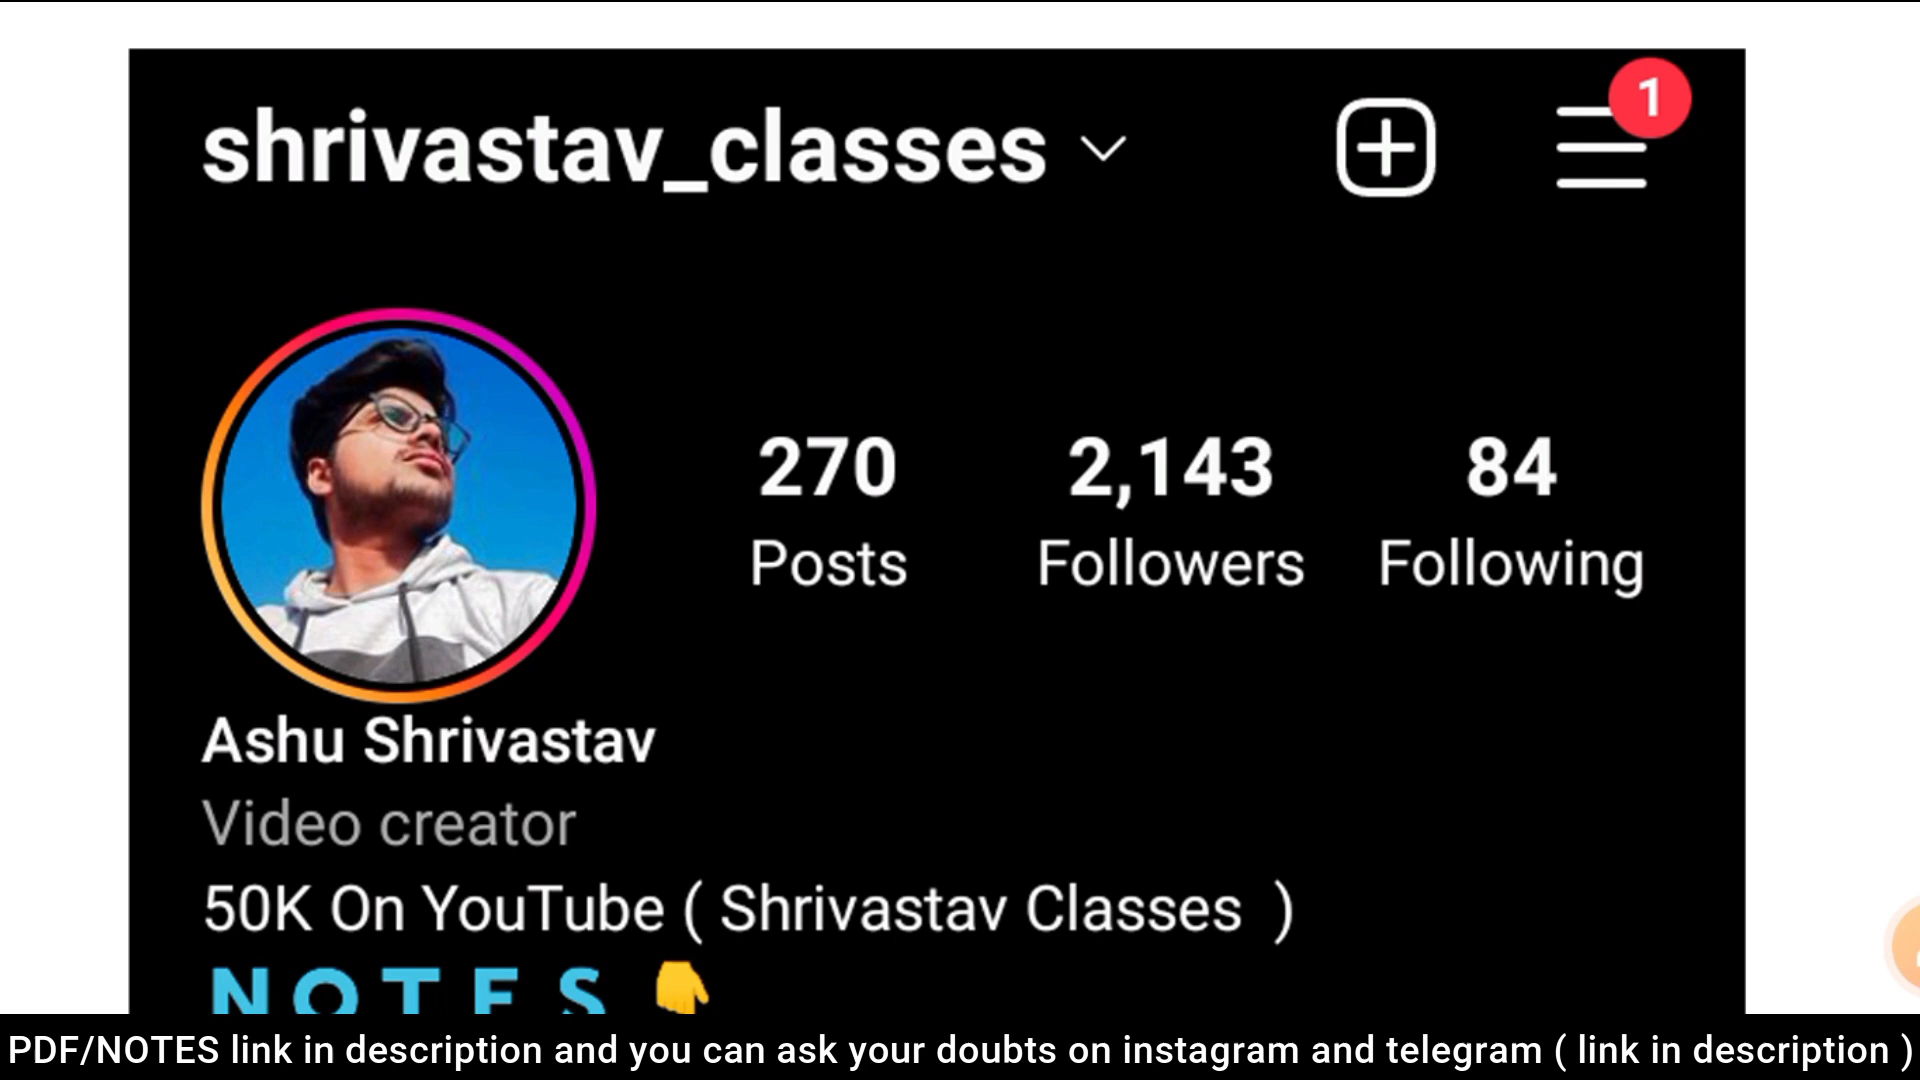 shrivastav_classes
1
270 2,143 84
Posts Followers Following
Ashu Shrivastav
Video creator
50K On YouTube ( Shrivastav Classes )
NOTES👇
PDF/NOTES link in description and you can ask your doubts on instagram and telegram ( link in description )